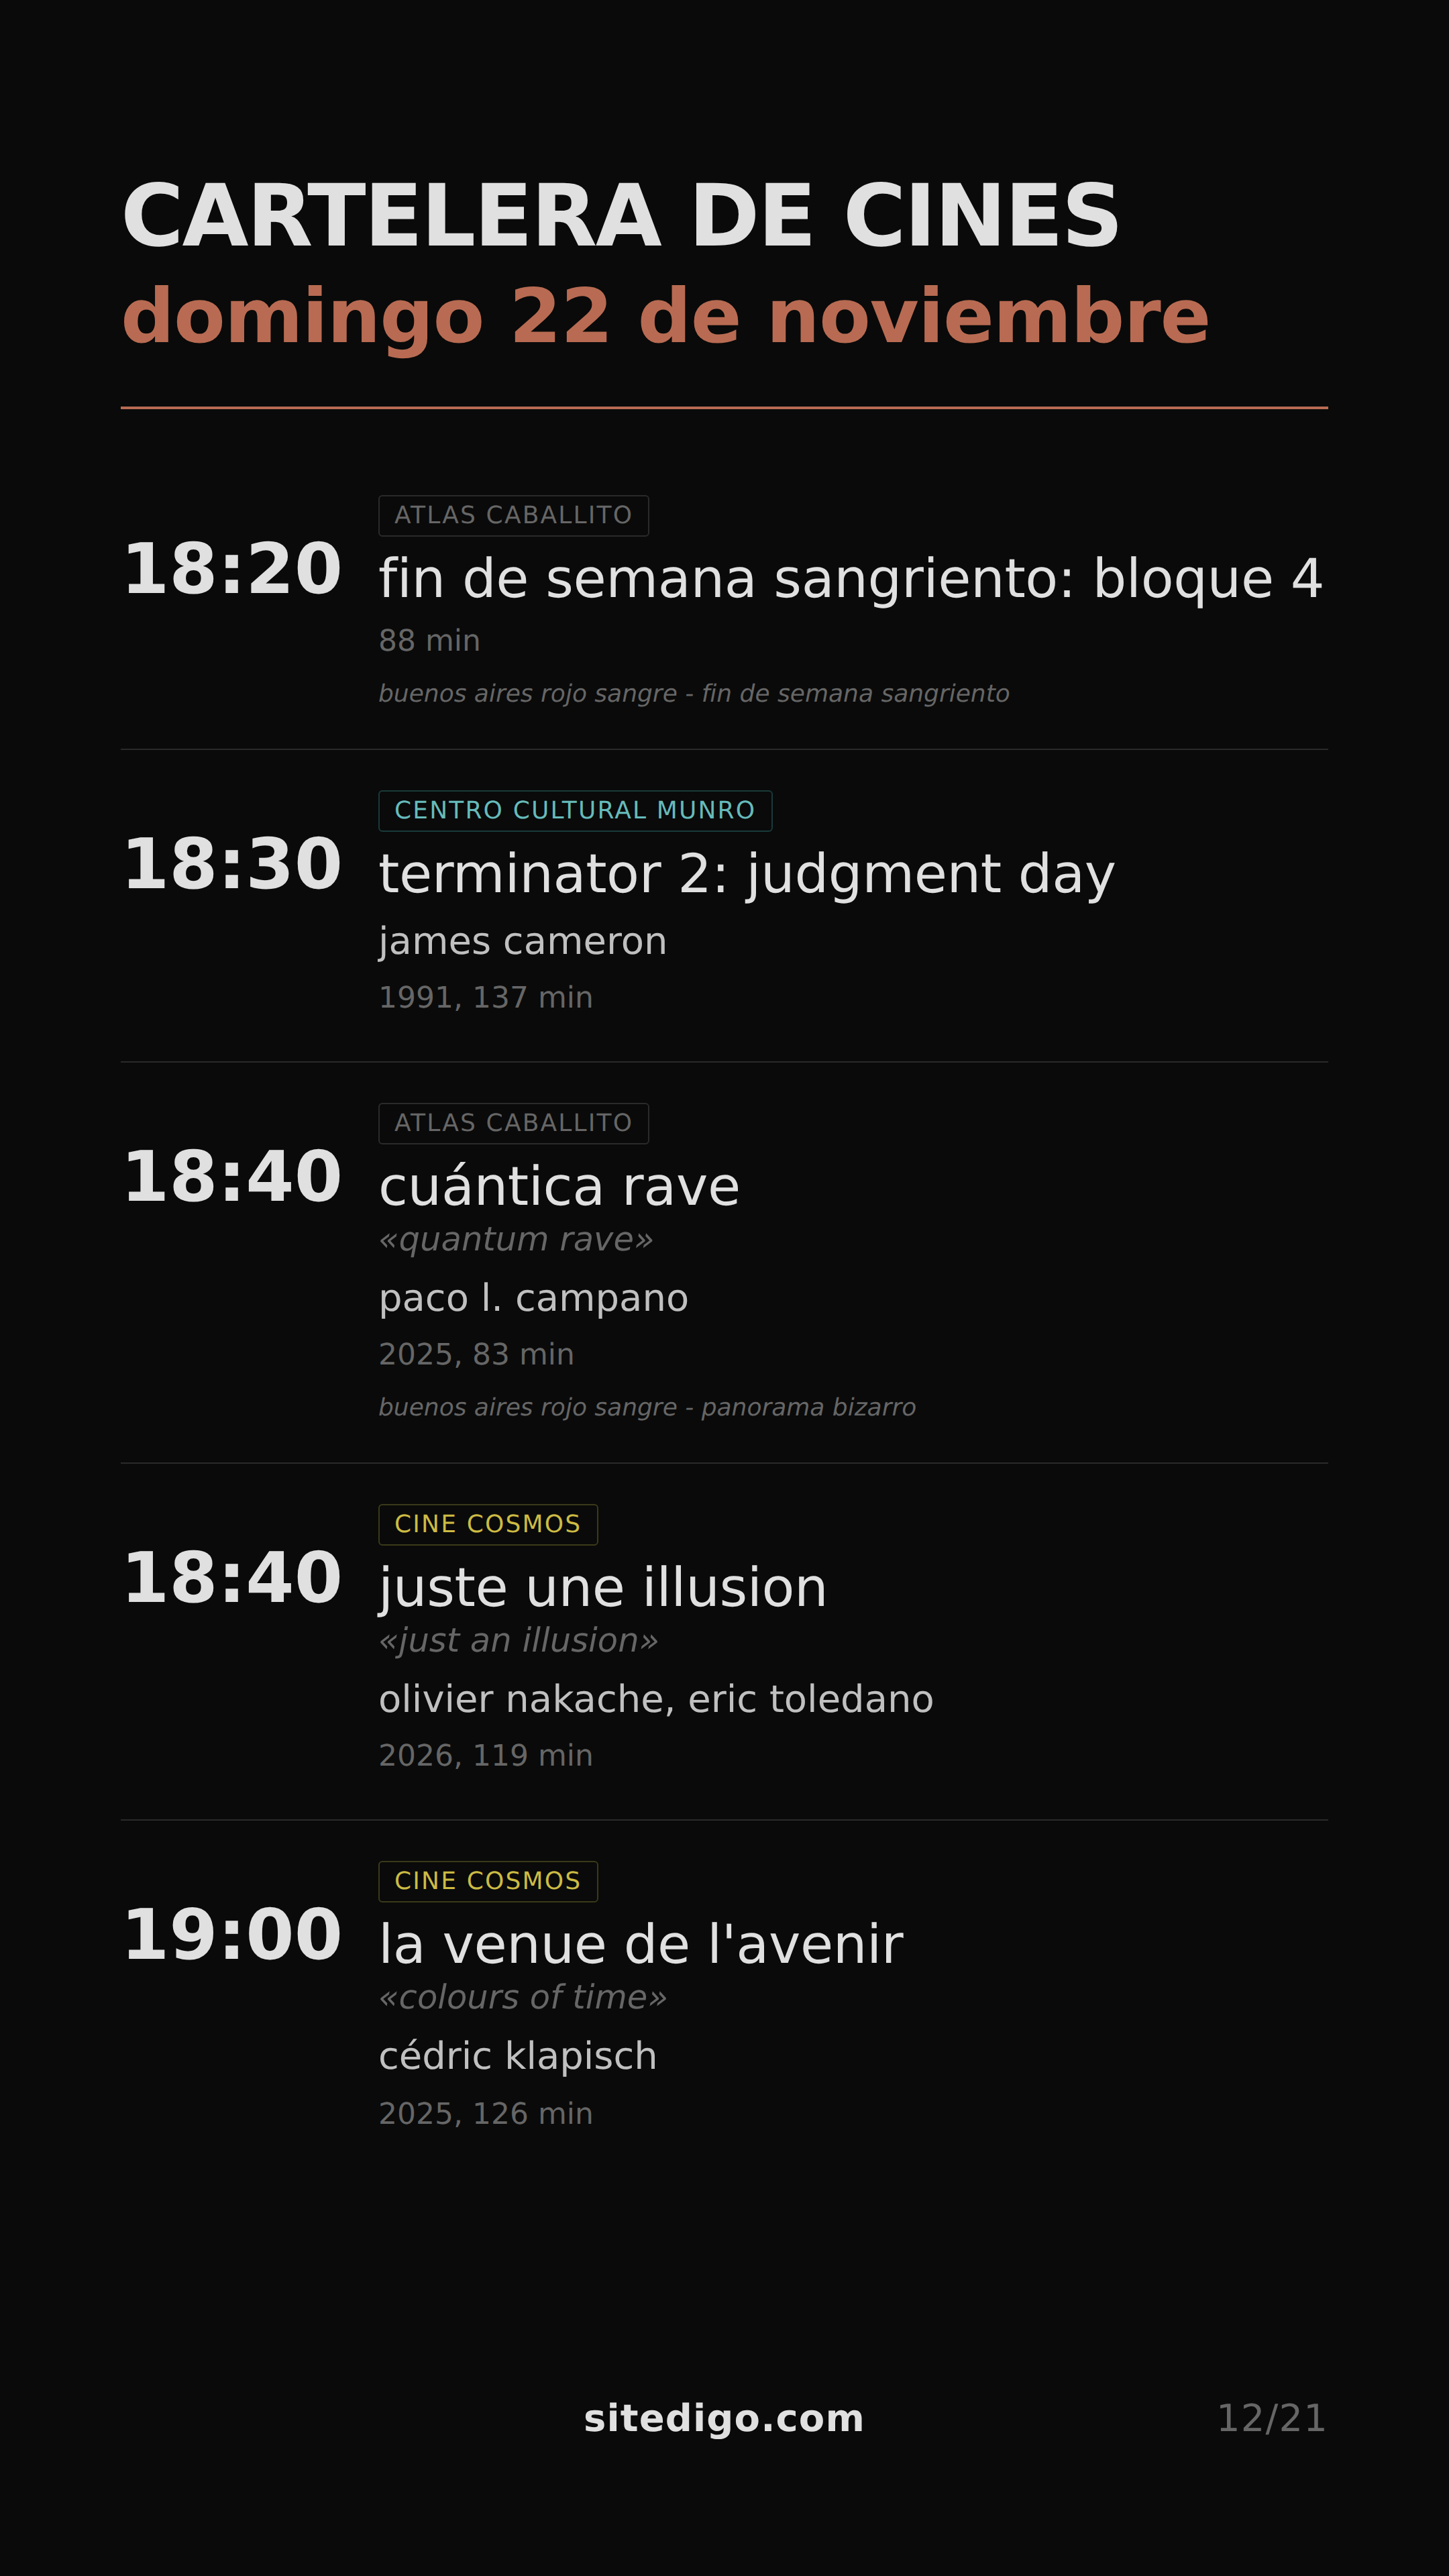 CARTELERA DE CINES
domingo 22 de noviembre
ATLAS CABALLITO
18:20
fin de semana sangriento: bloque 4
88 min
buenos aires rojo sangre - fin de semana sangriento
CENTRO CULTURAL MUNRO
18:30
terminator 2: judgment day
james cameron
1991, 137 min
ATLAS CABALLITO
18:40
cuántica rave
«quantum rave»
paco l. campano
2025, 83 min
buenos aires rojo sangre - panorama bizarro
CINE COSMOS
18:40
juste une illusion
«just an illusion»
olivier nakache, eric toledano
2026, 119 min
CINE COSMOS
19:00
la venue de l'avenir
«colours of time»
cédric klapisch
2025, 126 min
sitedigo.com
12/21